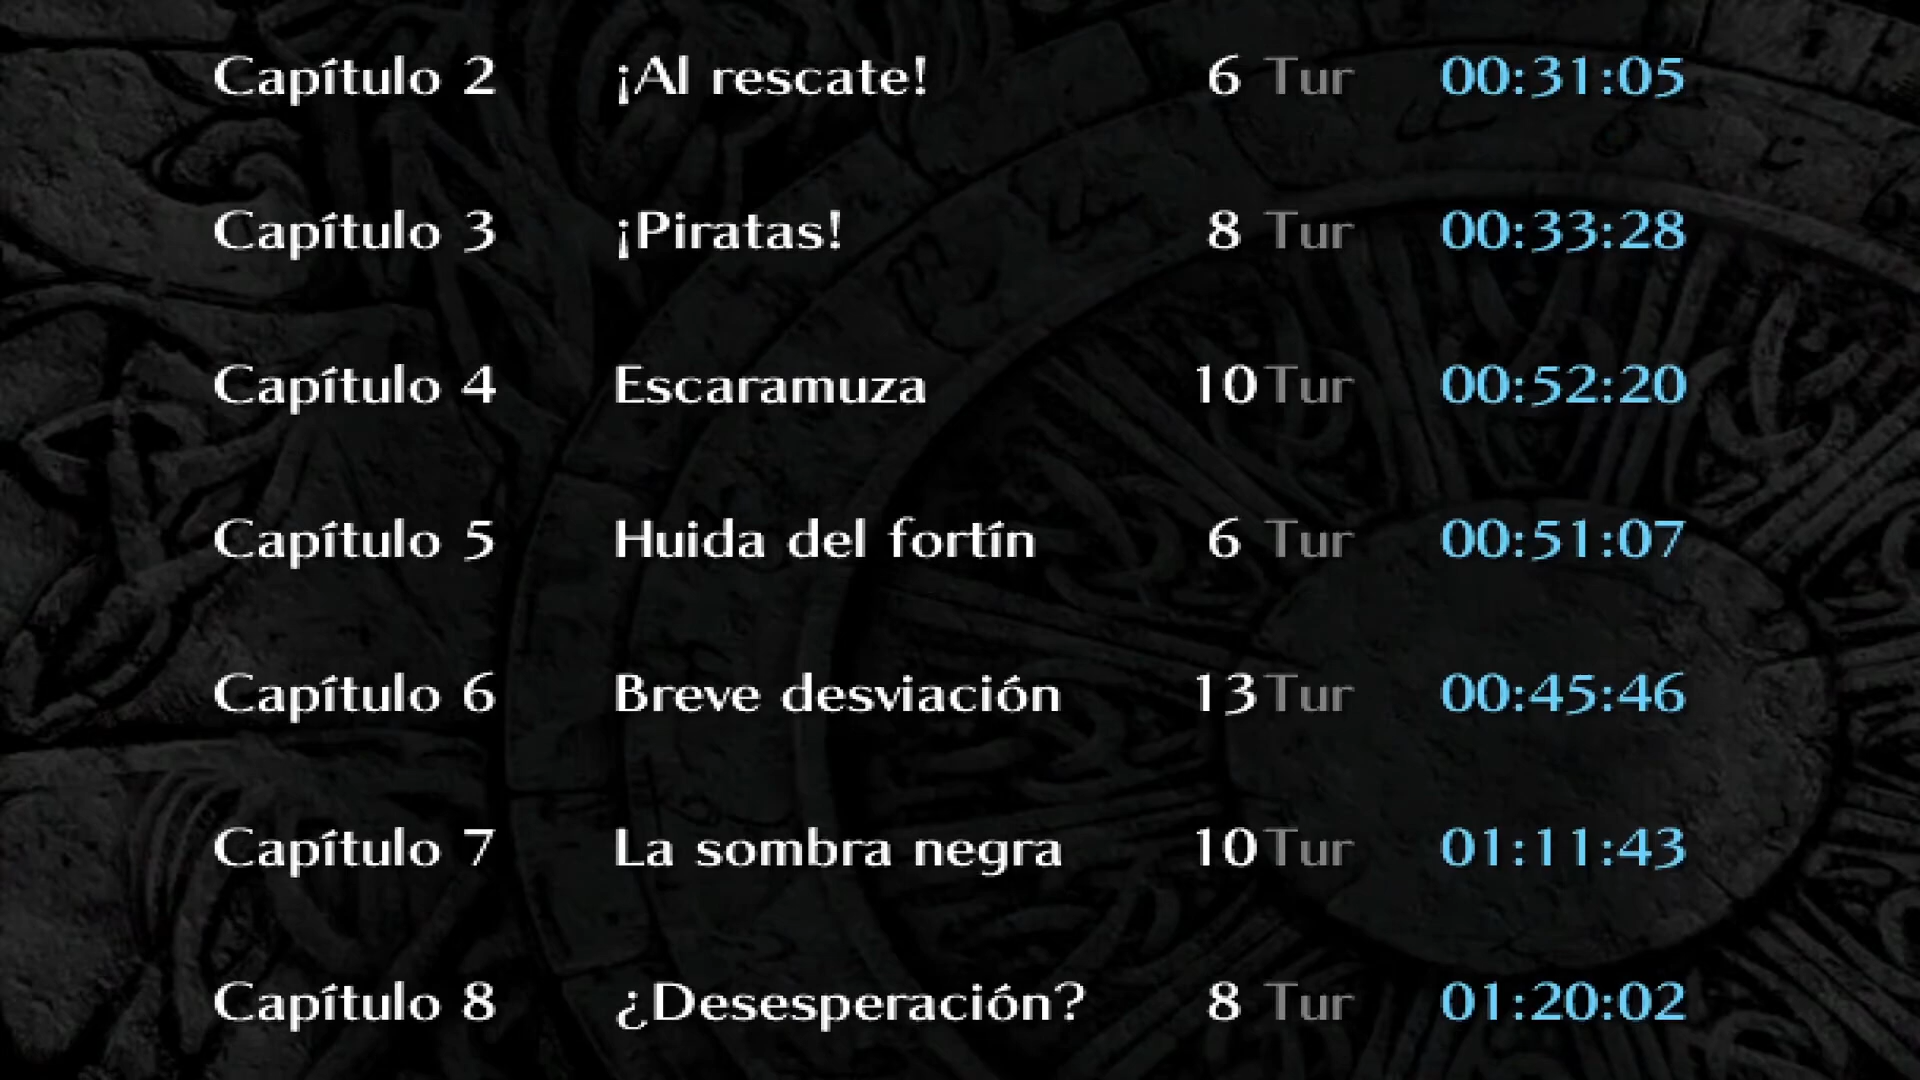 Capítulo 2 ¡Al rescate! 6 Tur 00:31:05
Capítulo 3 ¡Piratas! 8 Tur 00:33:28
Capítulo 4 Escaramuza 10 Tur 00:52:20
Capítulo 5 Huida del fortín 6 Tur 00:51:07
Capítulo 6 Breve desviación 13 Tur 00:45:46
Capítulo 7 La sombra negra 10 Tur 01:11:43
Capítulo 8 ¿Desesperación? 8 Tur 01:20:02